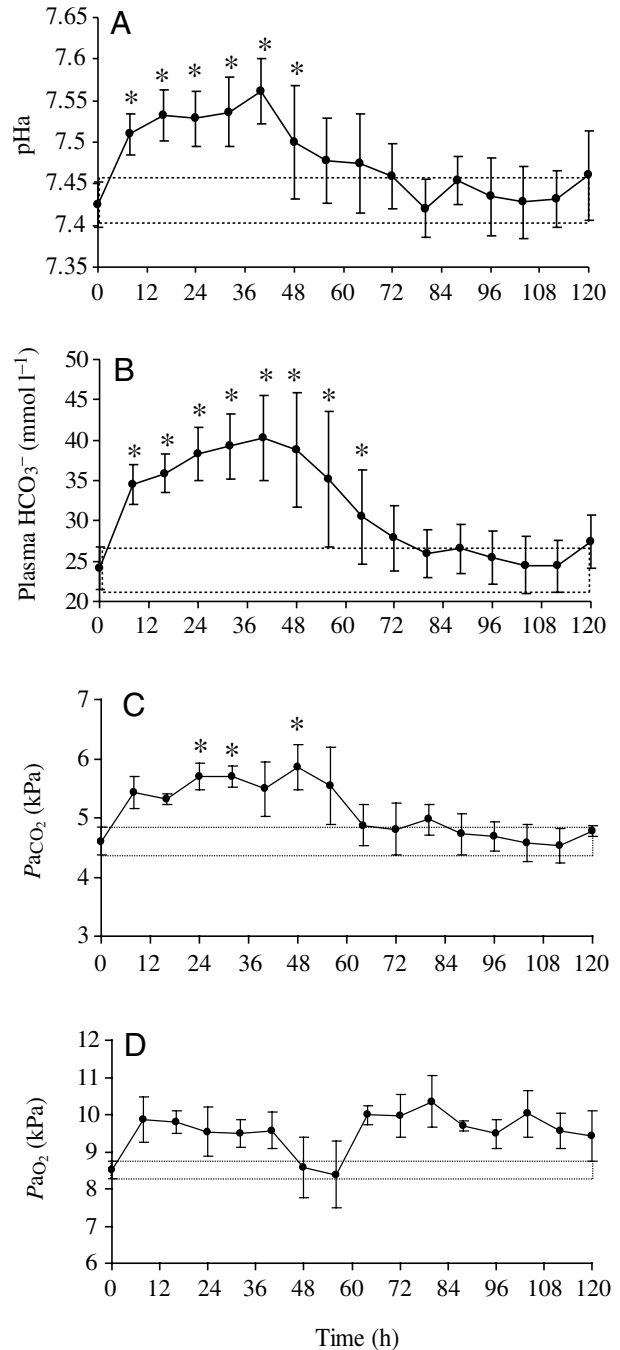 A
pHa
7.65
7.6
7.55
7.5
7.45
7.4
7.35
* * * * * *
0 12 24 36 48 60 72 84 96 108 120
B
Plasma HCO₃⁻ (mmol l⁻¹)
50
45
40
35
30
25
20
* * * * * * * *
0 12 24 36 48 60 72 84 96 108 120
C
PaCO₂ (kPa)
7
6
5
4
3
* * *
0 12 24 36 48 60 72 84 96 108 120
D
PaO₂ (kPa)
12
11
10
9
8
7
6
0 12 24 36 48 60 72 84 96 108 120
Time (h)